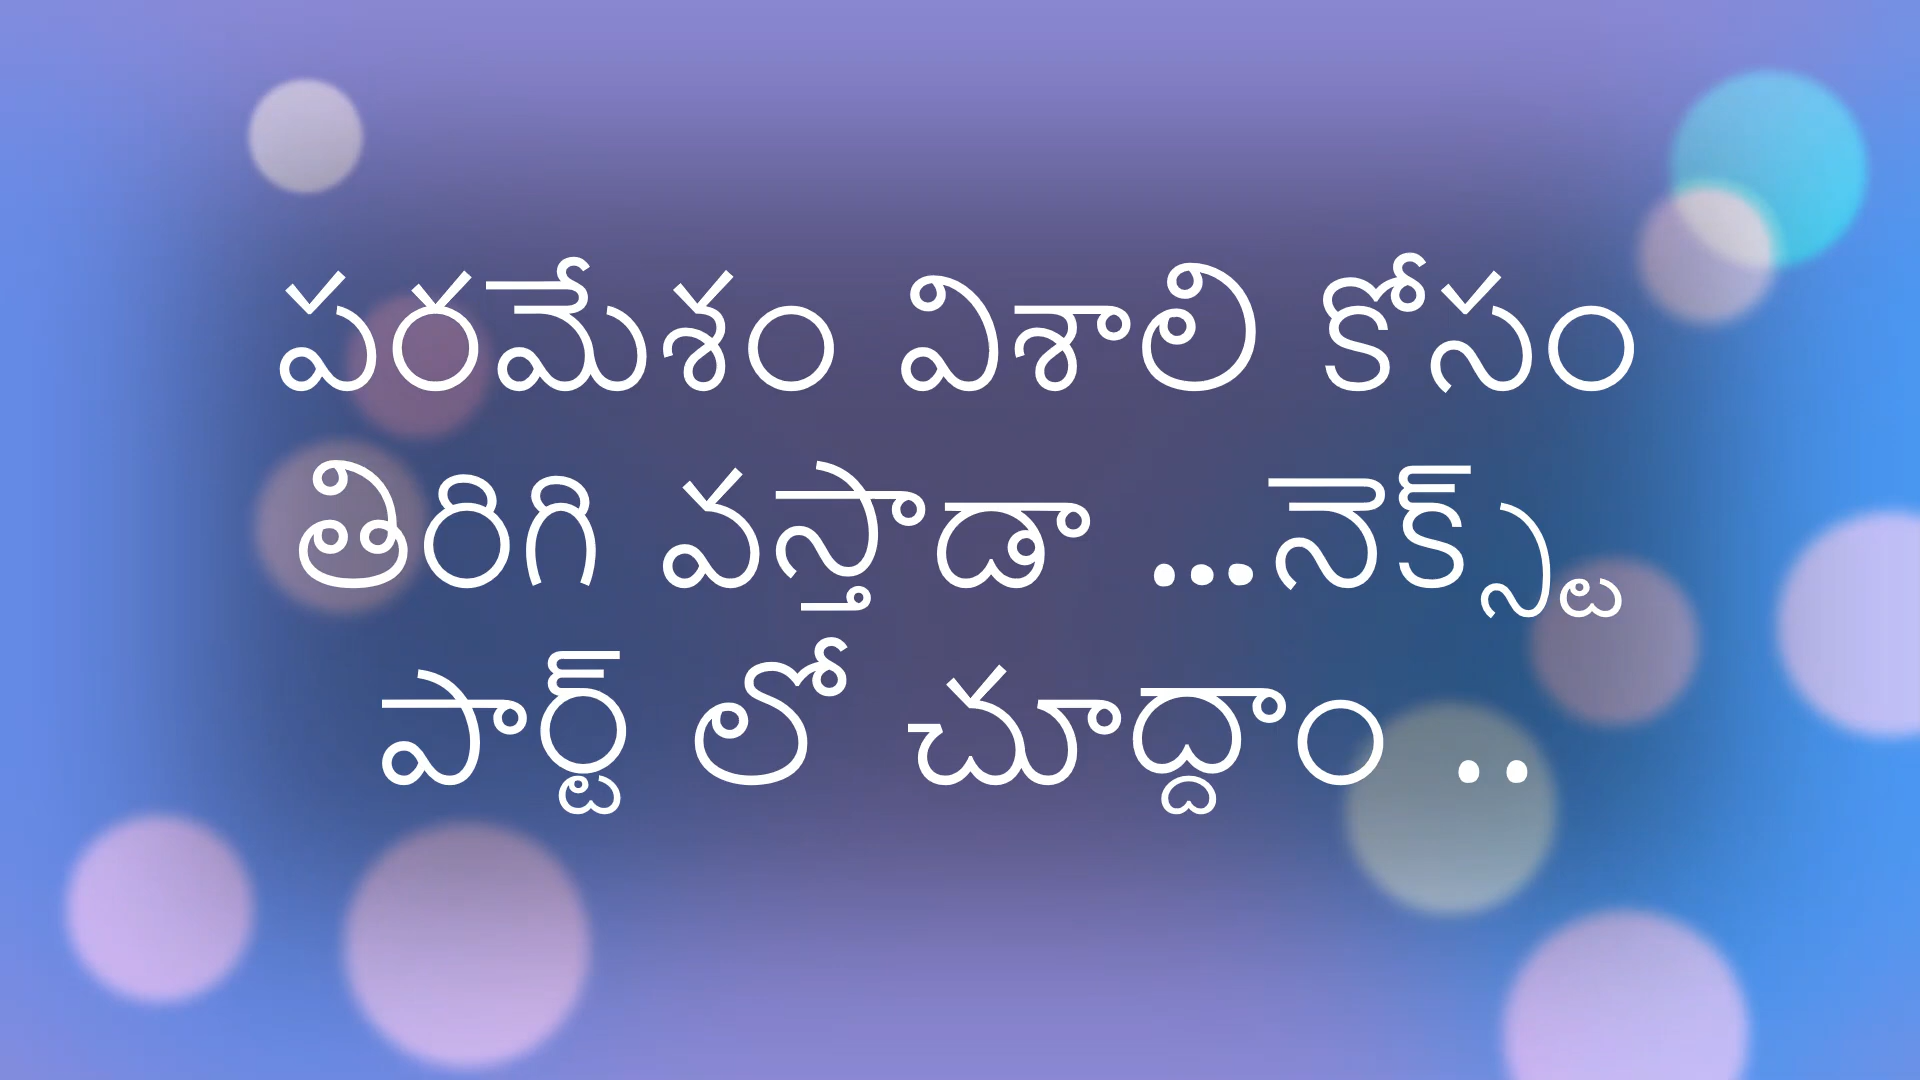 పరమేశం విశాలి కోసం
తిరిగి వస్తాడా ...నెక్స్ట్
పార్ట్ లో చూద్దాం ..